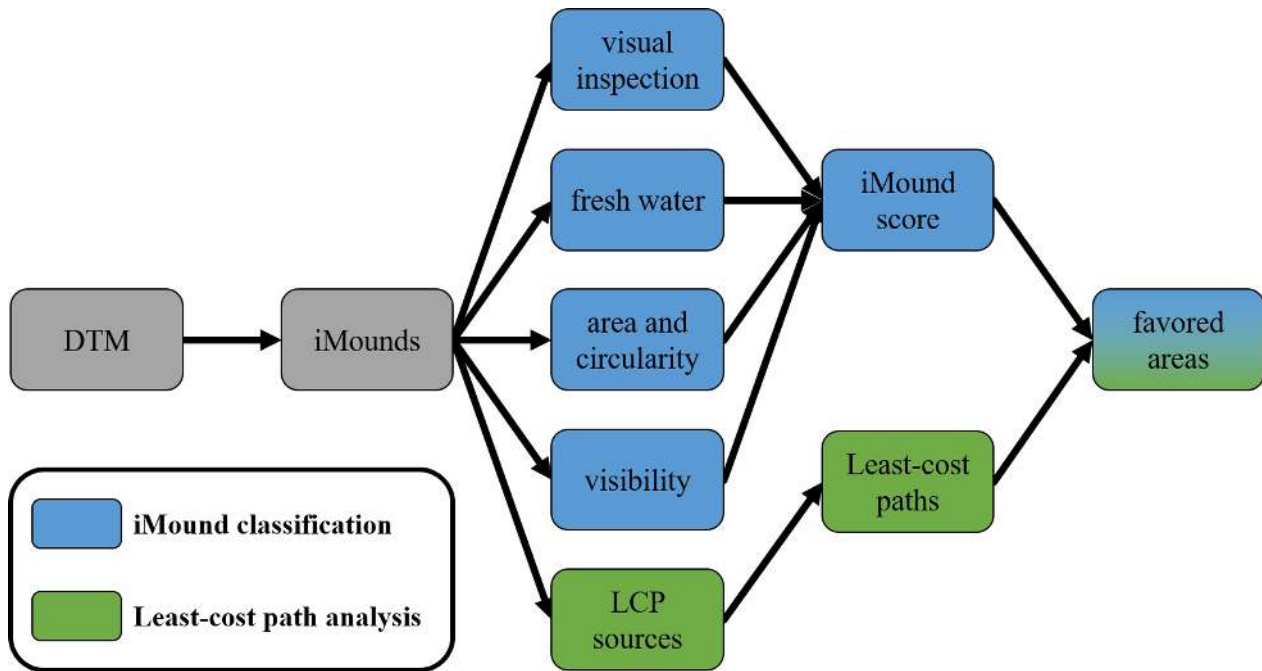 visual
inspection
fresh water
iMound
score
DTM
iMounds
area and
circularity
favored
areas
visibility
Least-cost
paths
LCP
sources
iMound classification
Least-cost path analysis